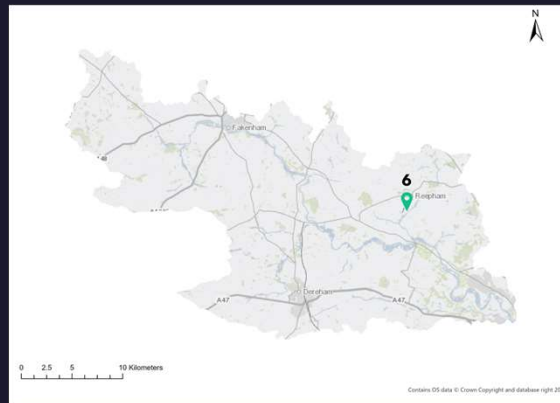 N
Fakenham
6
Reepham
Dereham
A47
A47
0 2.5 5 10 Kilometers
Contains OS data © Crown Copyright and database right 20